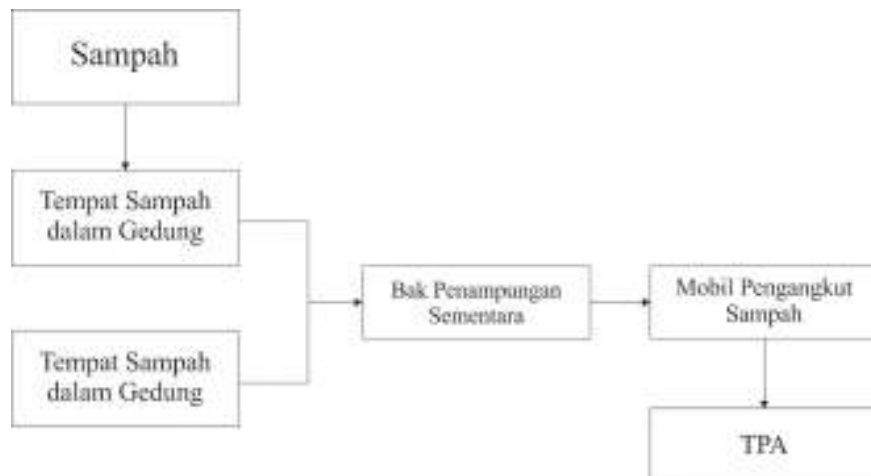 Sampah
Tempat Sampah
dalam Gedung
Bak Penampungan
Sementara
Mobil Pengangkut
Sampah
Tempat Sampah
dalam Gedung
TPA